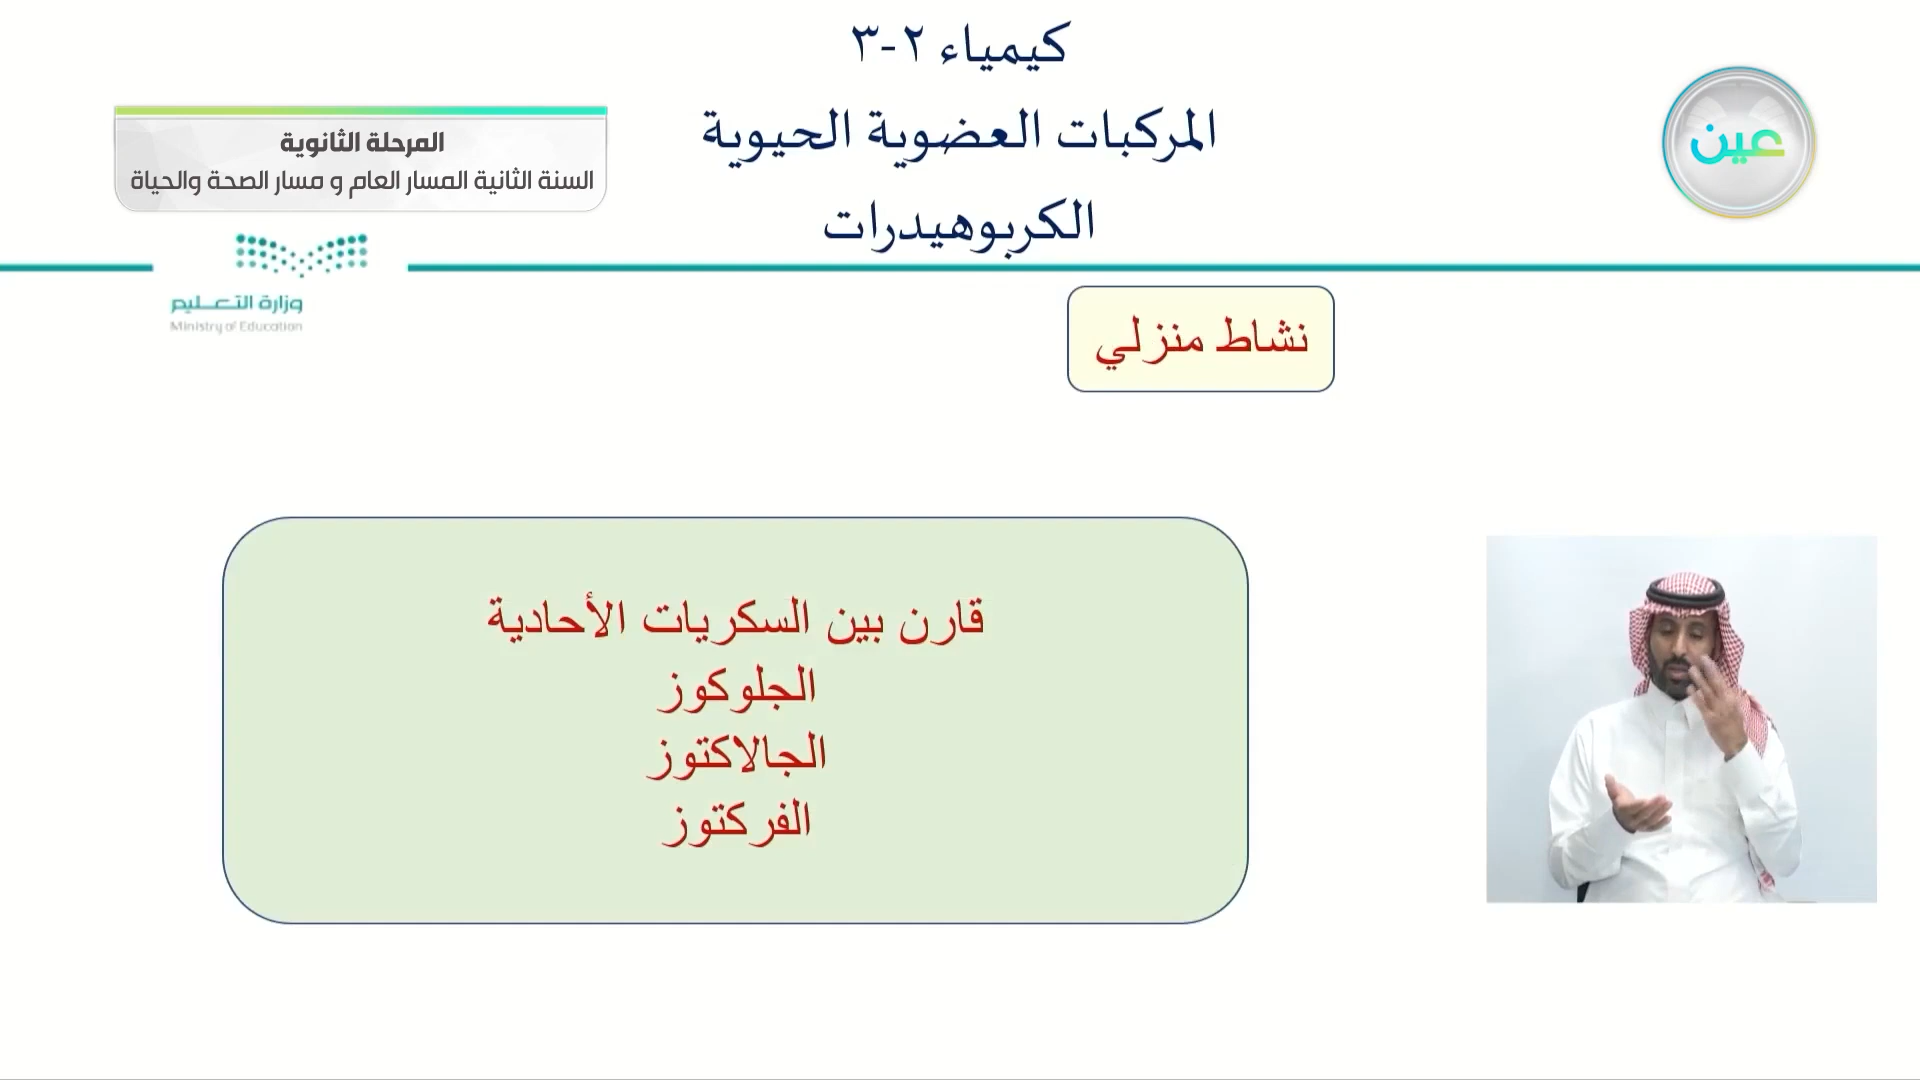 كيمياء ٢-٣
المركبات العضوية الحيوية
الكربوهيدرات
عين
المرحلة الثانوية
السنة الثانية المسار العام و مسار الصحة والحياة
وزارة التعليم
Ministry of Education
نشاط منزلي
قارن بين السكريات الأحادية
الجلوكوز
الجالاكتوز
الفركتوز